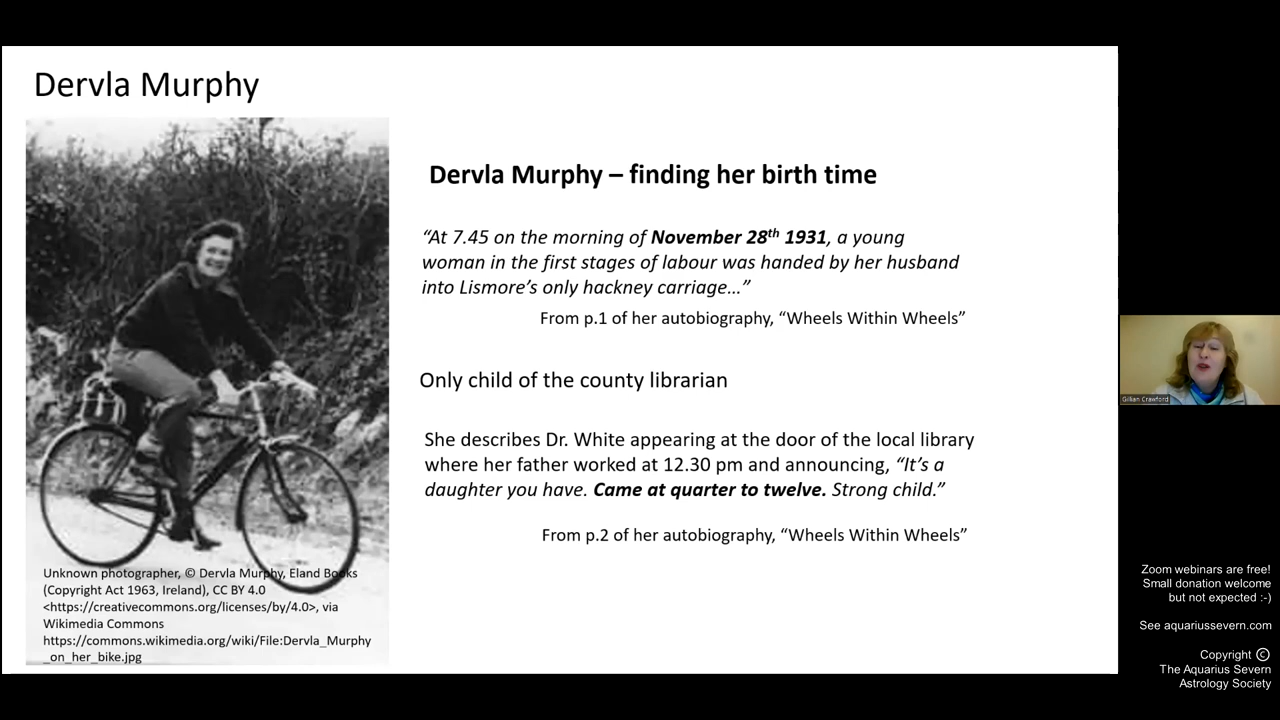 Dervla Murphy
Dervla Murphy – finding her birth time
“At 7.45 on the morning of November 28th 1931, a young
woman in the first stages of labour was handed by her husband
into Lismore’s only hackney carriage…”
From p.1 of her autobiography, “Wheels Within Wheels”
Only child of the county librarian
She describes Dr. White appearing at the door of the local library
where her father worked at 12.30 pm and announcing, “It’s a
daughter you have. Came at quarter to twelve. Strong child.”
From p.2 of her autobiography, “Wheels Within Wheels”
Unknown photographer, © Dervla Murphy, Eland Books
(Copyright Act 1963, Ireland), CC BY 4.0
<https://creativecommons.org/licenses/by/4.0>, via
Wikimedia Commons
https://commons.wikimedia.org/wiki/File:Dervla_Murphy
_on_her_bike.jpg
Gillian Crawford
Zoom webinars are free!
Small donation welcome
but not expected :-)
See aquariussevern.com
Copyright ©
The Aquarius Severn
Astrology Society